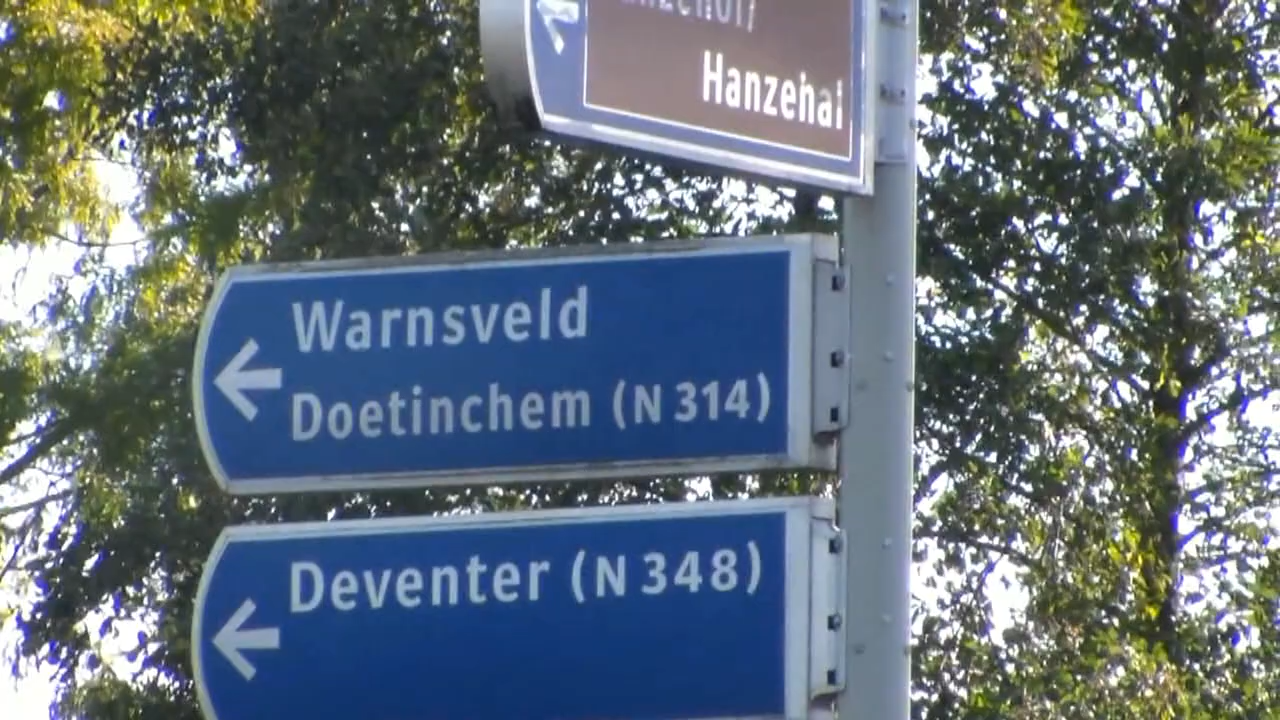 Hanzehal
Warnsveld
Doetinchem (N 314)
Deventer (N 348)